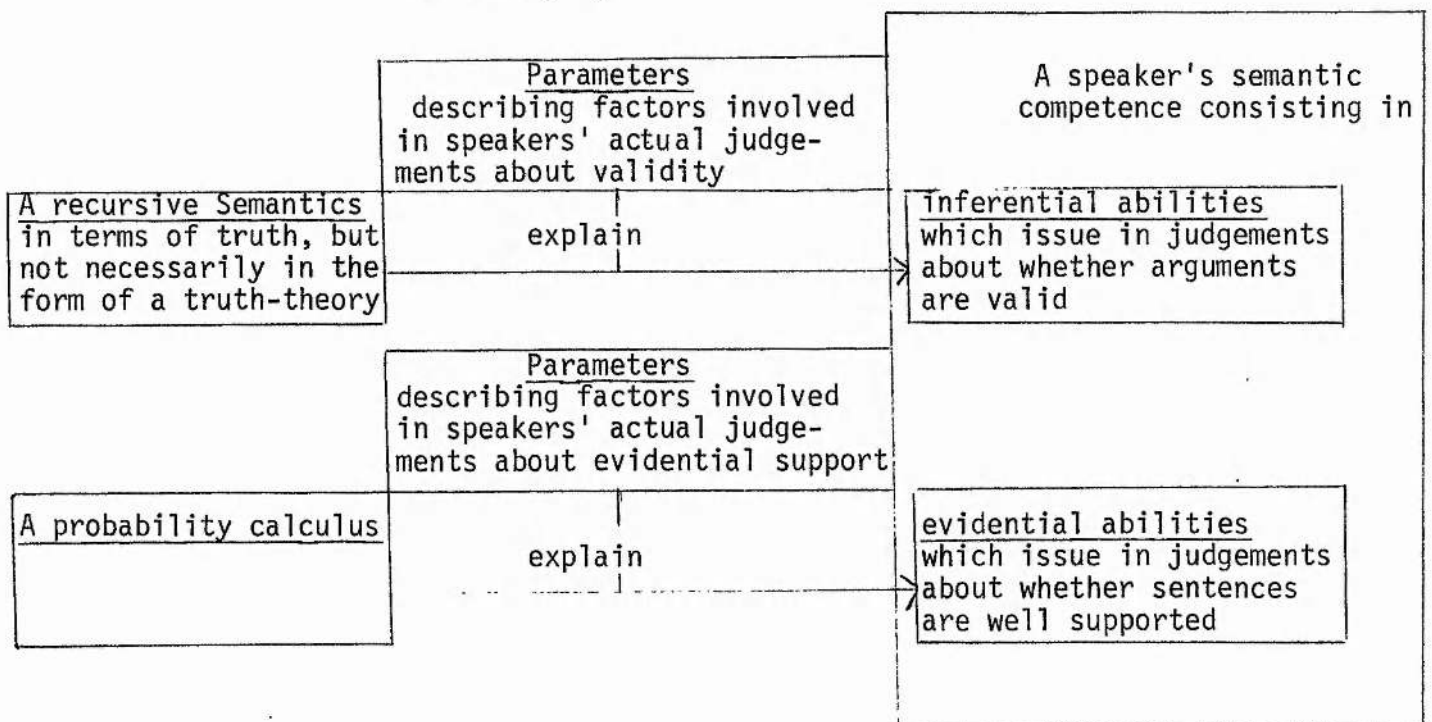 Parameters
describing factors involved
in speakers' actual judge-
ments about validity
A speaker's semantic
competence consisting in
A recursive Semantics
in terms of truth, but
not necessarily in the
form of a truth-theory
explain
inferential abilities
which issue in judgements
about whether arguments
are valid
Parameters
describing factors involved
in speakers' actual judge-
ments about evidential support
A probability calculus
explain
evidential abilities
which issue in judgements
about whether sentences
are well supported